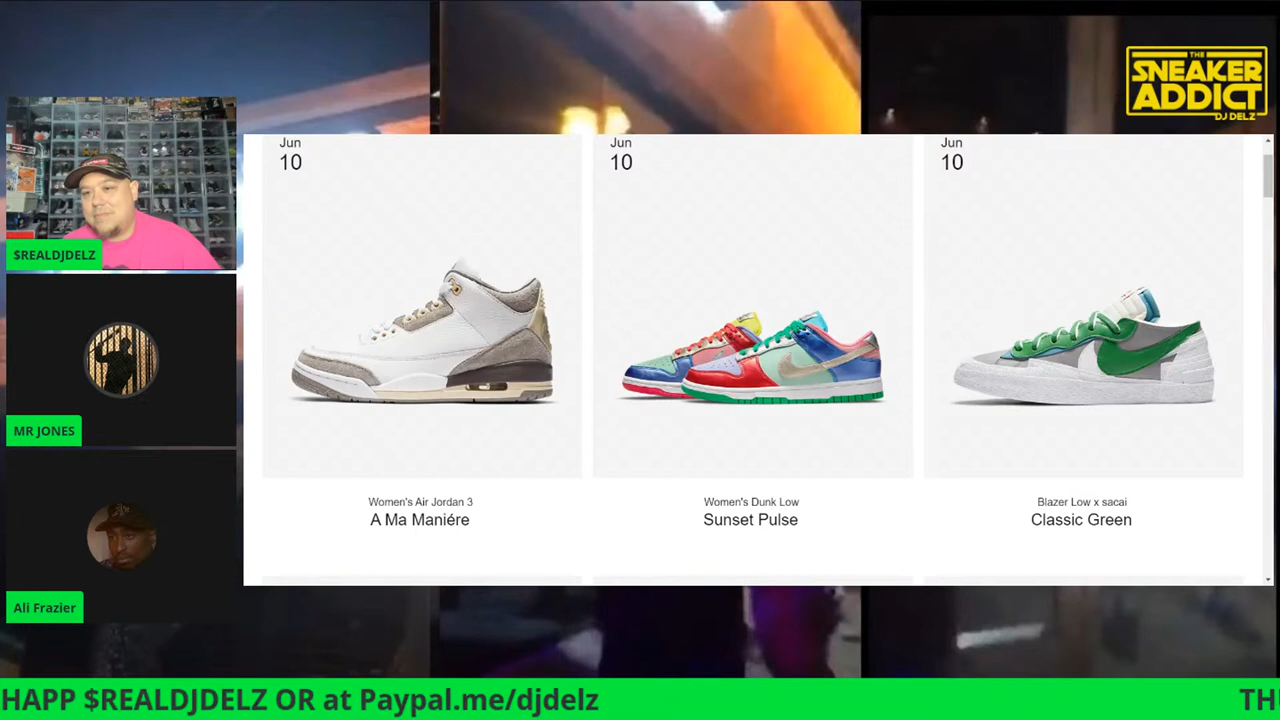 THE
SNEAKER
ADDICT
DJ DELZ
Jun
10
Jun
10
Jun
10
$REALDJDELZ
MR JONES
Ali Frazier
Women's Air Jordan 3
A Ma Maniére
Women's Dunk Low
Sunset Pulse
Blazer Low x sacai
Classic Green
HAPP $REALDJDELZ OR at Paypal.me/djdelz
TH